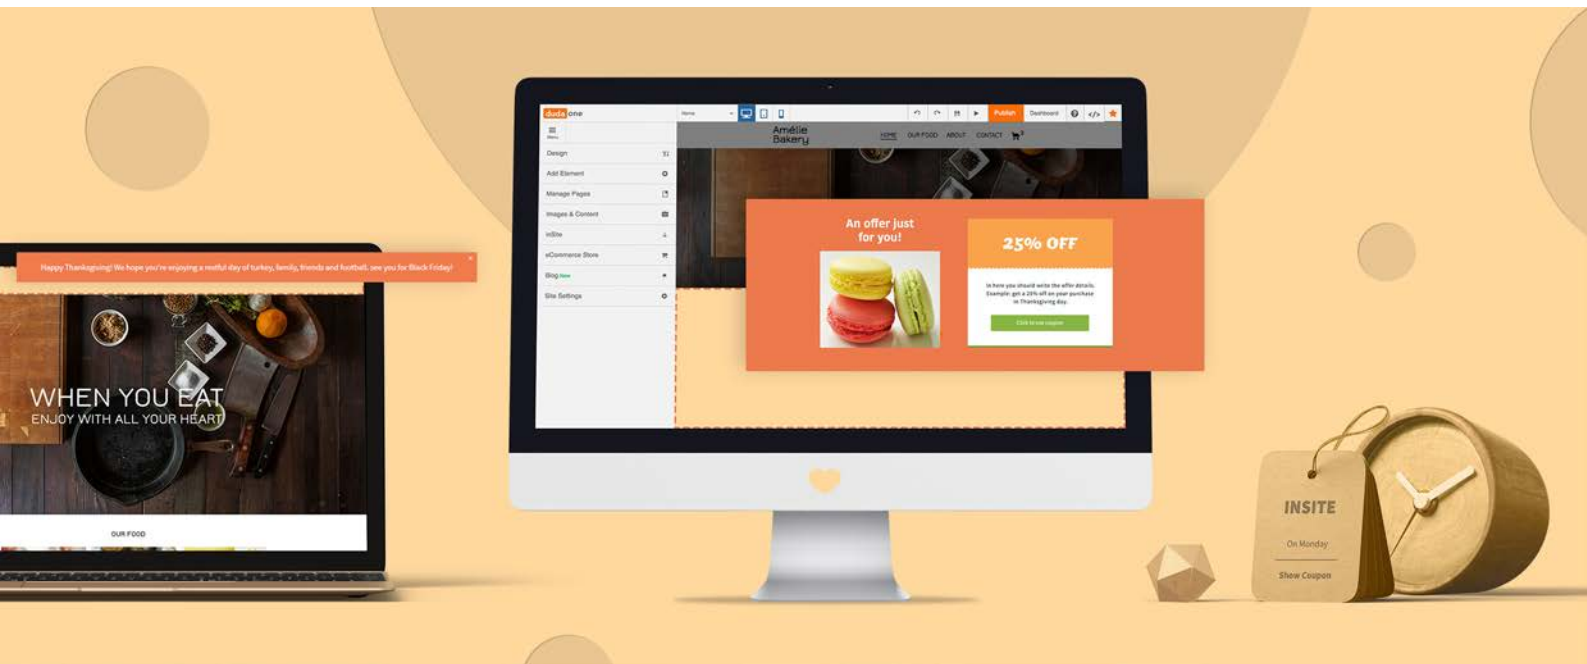 Happy Thanksgiving! We hope you're enjoying a restful day of turkey, family, friends and football. see you for Black Friday!
WHEN YOU EAT
ENJOY WITH ALL YOUR HEART
OUR FOOD
duda one
Home
Publish
Dashboard
</>
Menu
Design
Add Element
Manage Pages
Images & Content
inSite
eCommerce Store
Blog New
Site Settings
Amélie
Bakery
HOME OUR FOOD ABOUT CONTACT
An offer just
for you!
25% OFF
In here you should write the offer details.
Example: get a 25% off on your purchase
in Thanksgiving day.
Click to use coupon
INSITE
On Monday
Show Coupon